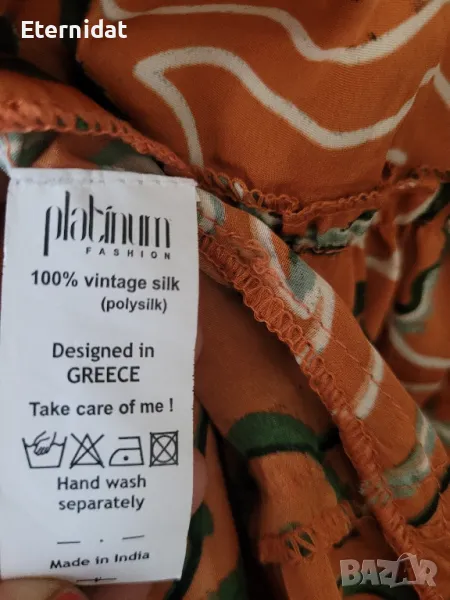 Eternidat
platinum
FASHION
100% vintage silk
(polysilk)
Designed in
GREECE
Take care of me !
Hand wash
separately
Made in India
BAZAR